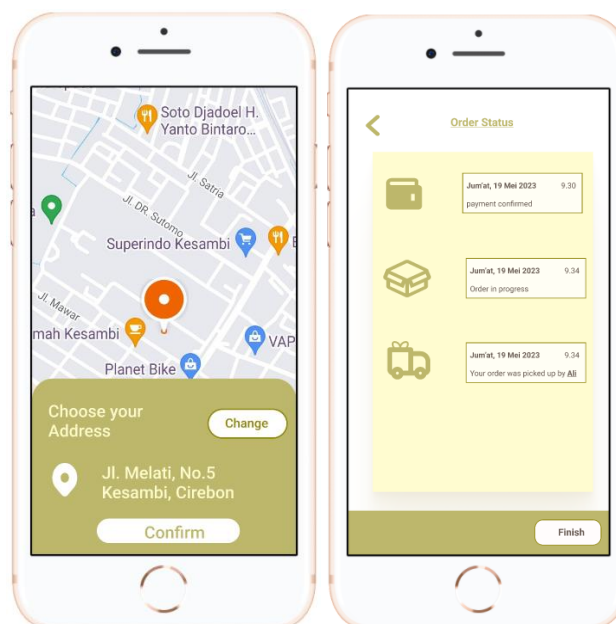 Soto Djadoel H.
Yanto Bintaro...
Jl. Satria
Jl. DR. Sutomo
Superindo Kesambi
Jl. Mawar
mah Kesambi
VAP
Planet Bike
Choose your
Address
Change
Jl. Melati, No.5
Kesambi, Cirebon
Confirm
Order Status
Jum'at, 19 Mei 2023 9.30
payment confirmed
Jum'at, 19 Mei 2023 9.34
Order in progress
Jum'at, 19 Mei 2023 9.34
Your order was picked up by Ali
Finish